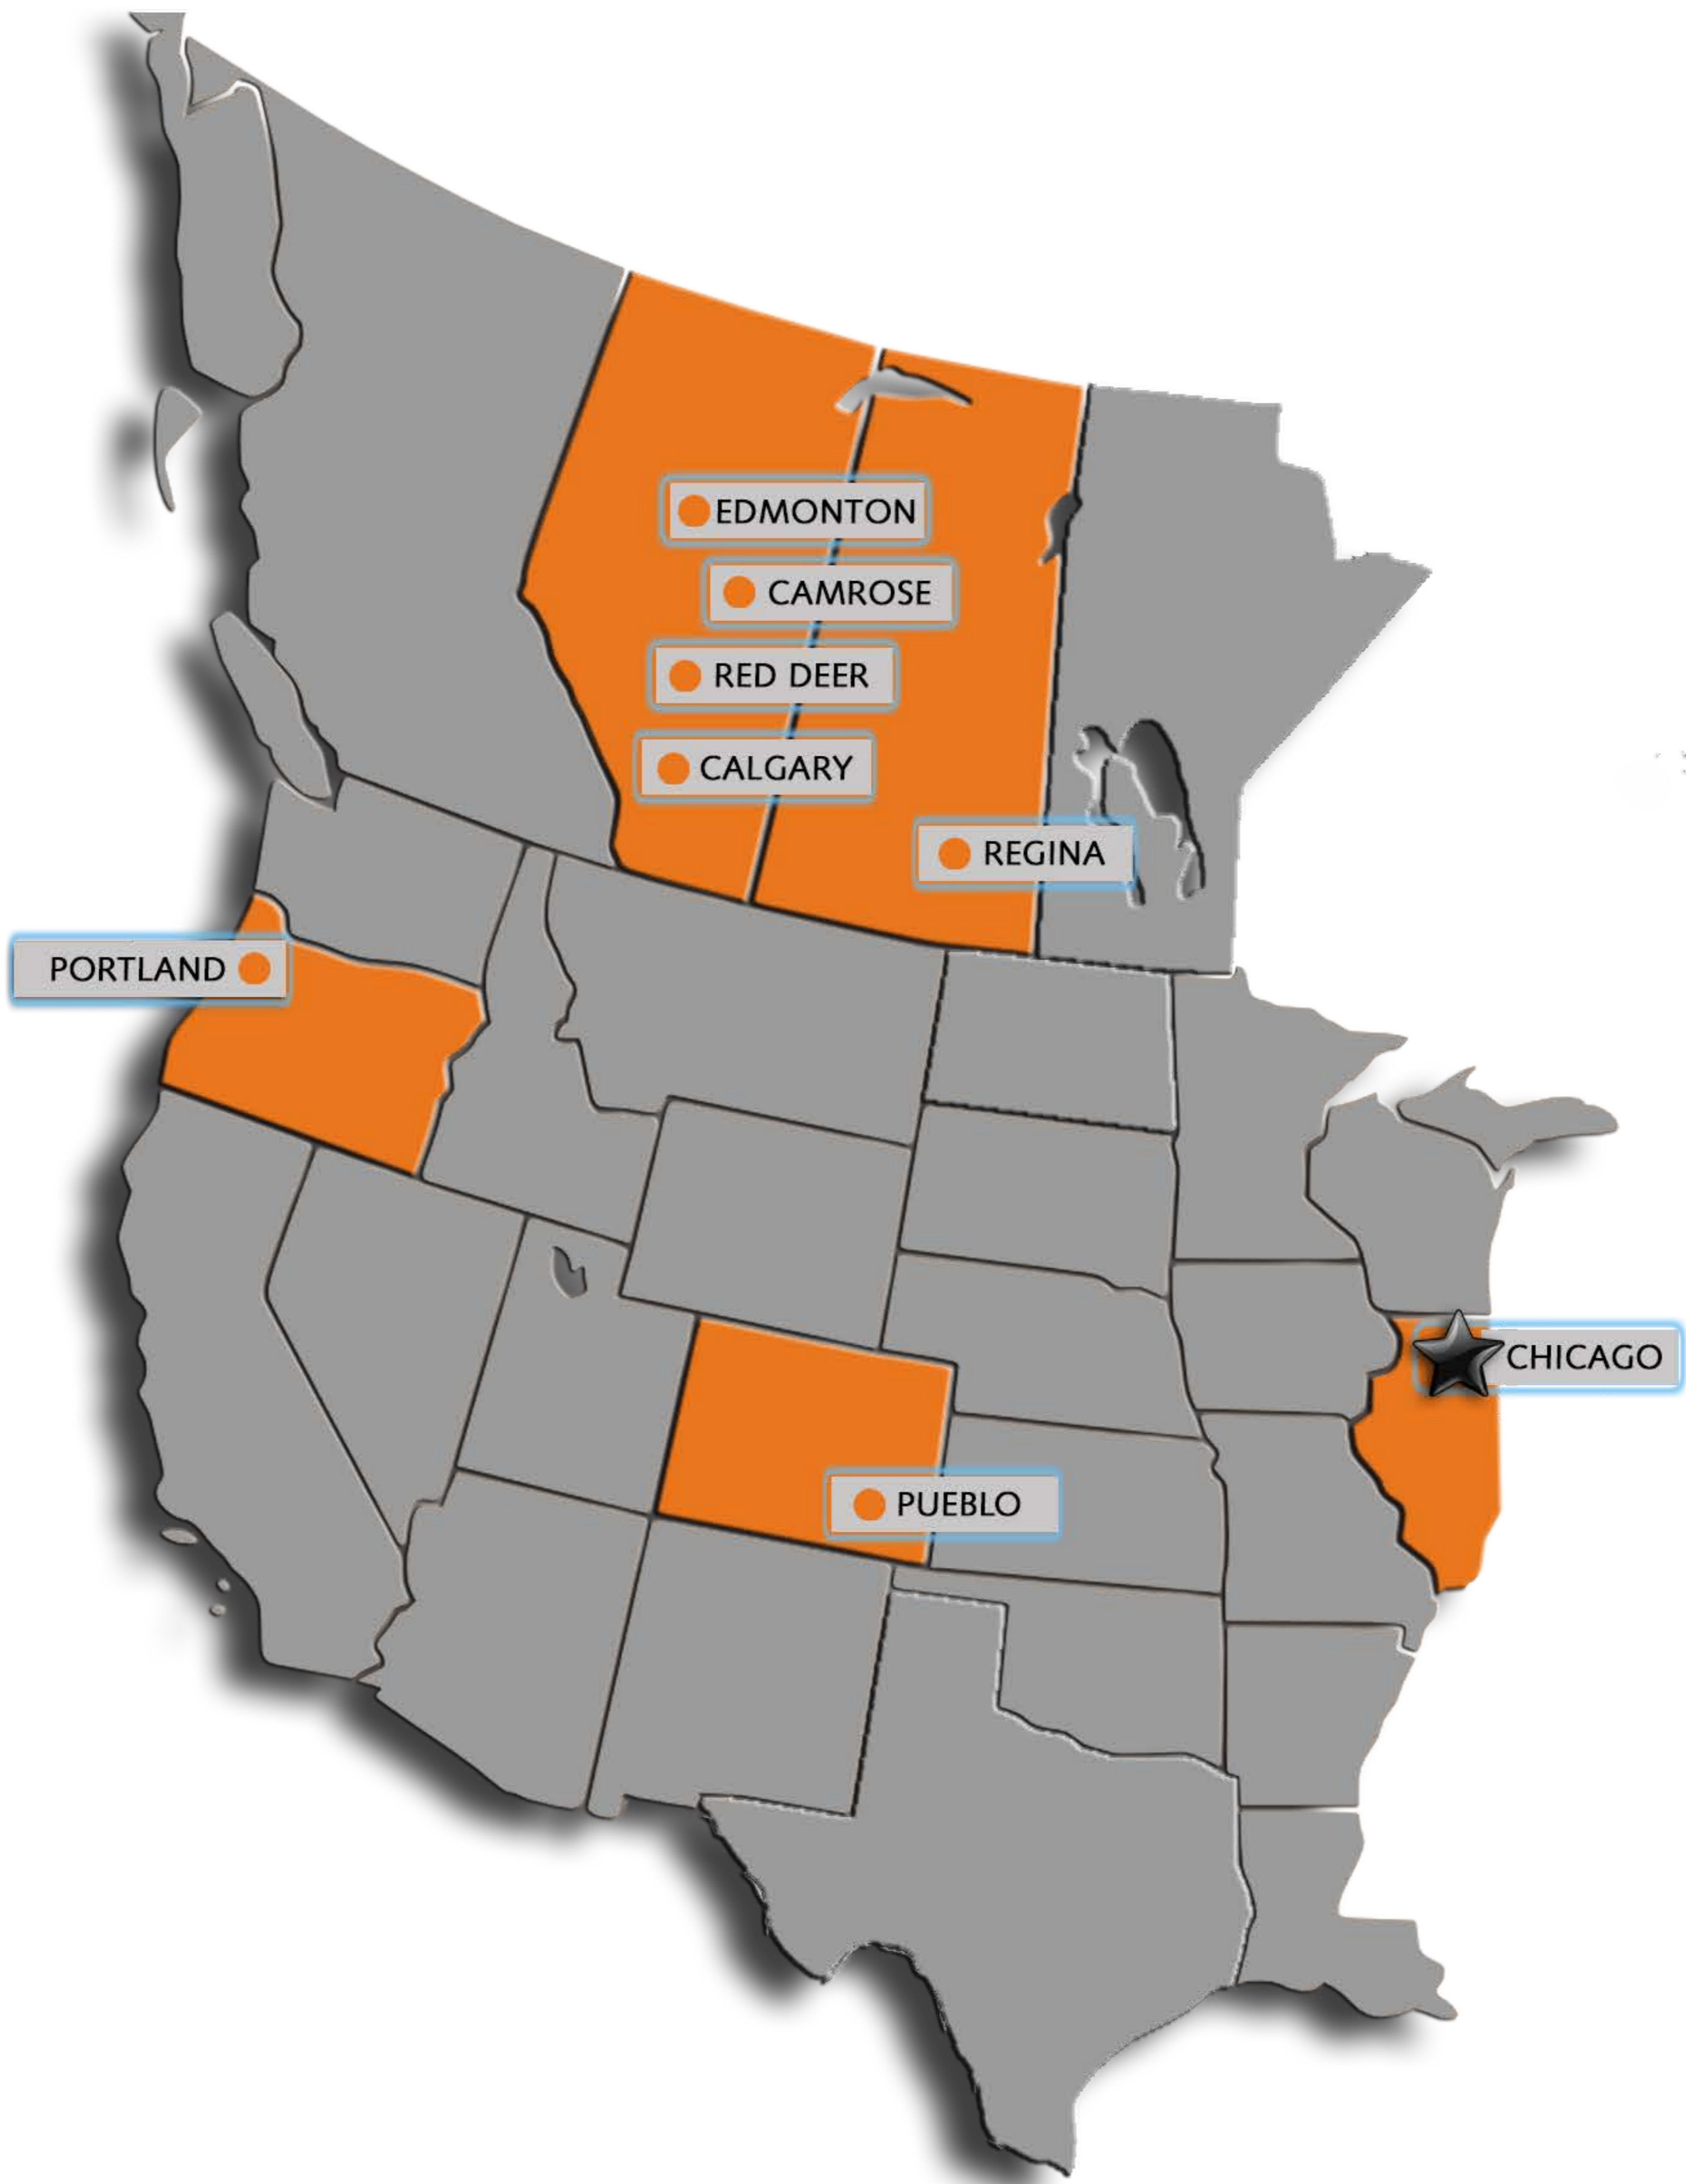 EDMONTON
CAMROSE
RED DEER
CALGARY
REGINA
PORTLAND
CHICAGO
PUEBLO